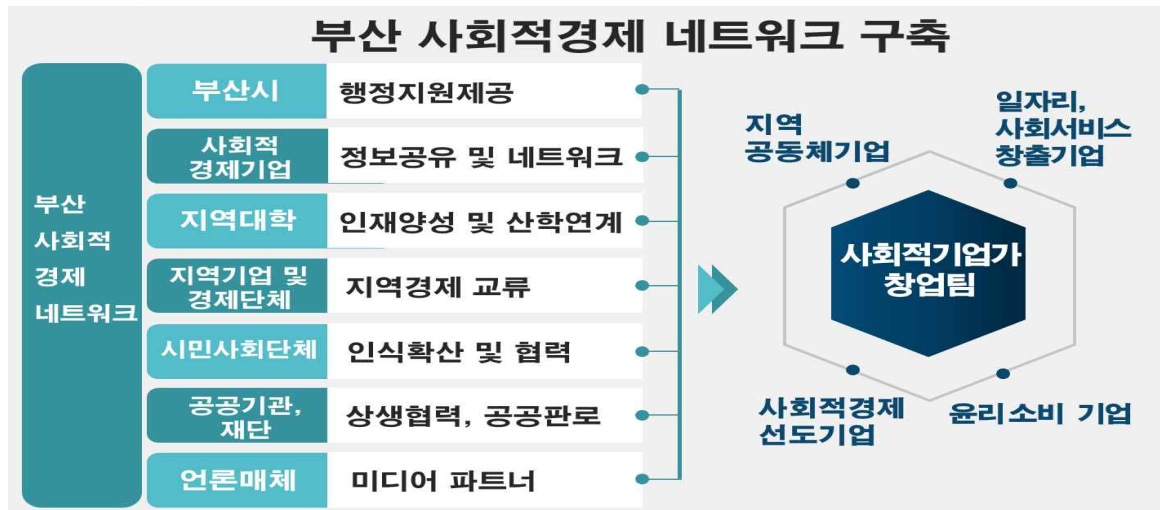 부산 사회적경제 네트워크 구축
부산
사회적
경제
네트워크
부산시
행정지원제공
사회적
경제기업
정보공유 및 네트워크
지역대학
인재양성 및 산학연계
지역기업 및
경제단체
지역경제 교류
시민사회단체
인식확산 및 협력
공공기관,
재단
상생협력, 공공판로
언론매체
미디어 파트너
지역
공동체기업
일자리,
사회서비스
창출기업
사회적기업가
창업팀
사회적경제
선도기업
윤리소비 기업